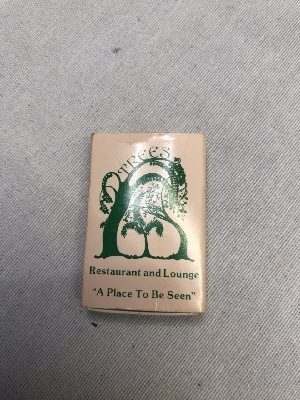 TREES
Restaurant and Lounge
"A Place To Be Seen"